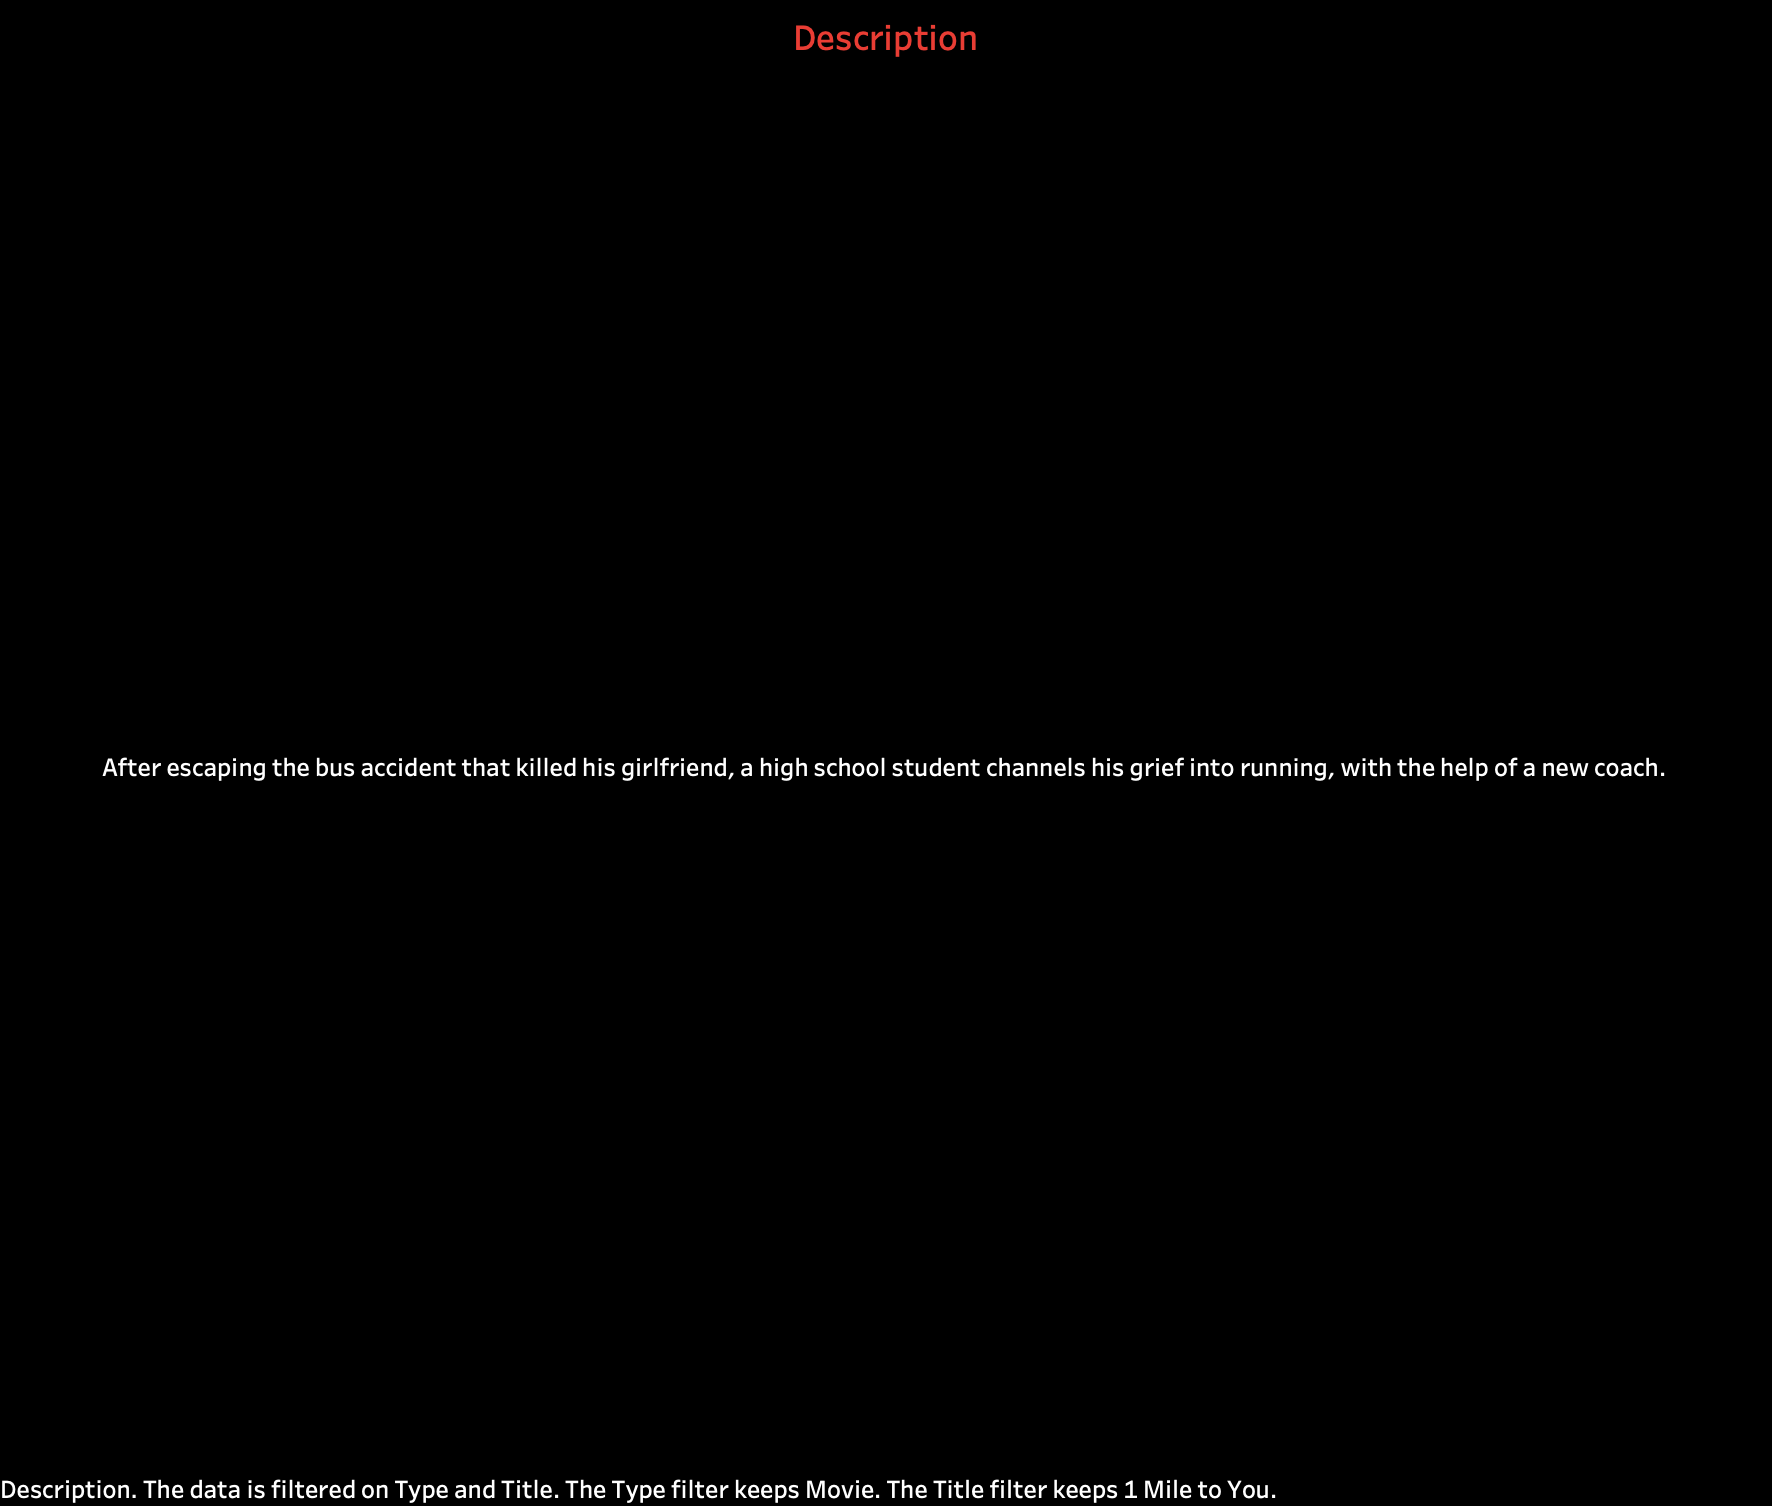 Description
After escaping the bus accident that killed his girlfriend, a high school student channels his grief into running, with the help of a new coach.
Description. The data is filtered on Type and Title. The Type filter keeps Movie. The Title filter keeps 1 Mile to You.